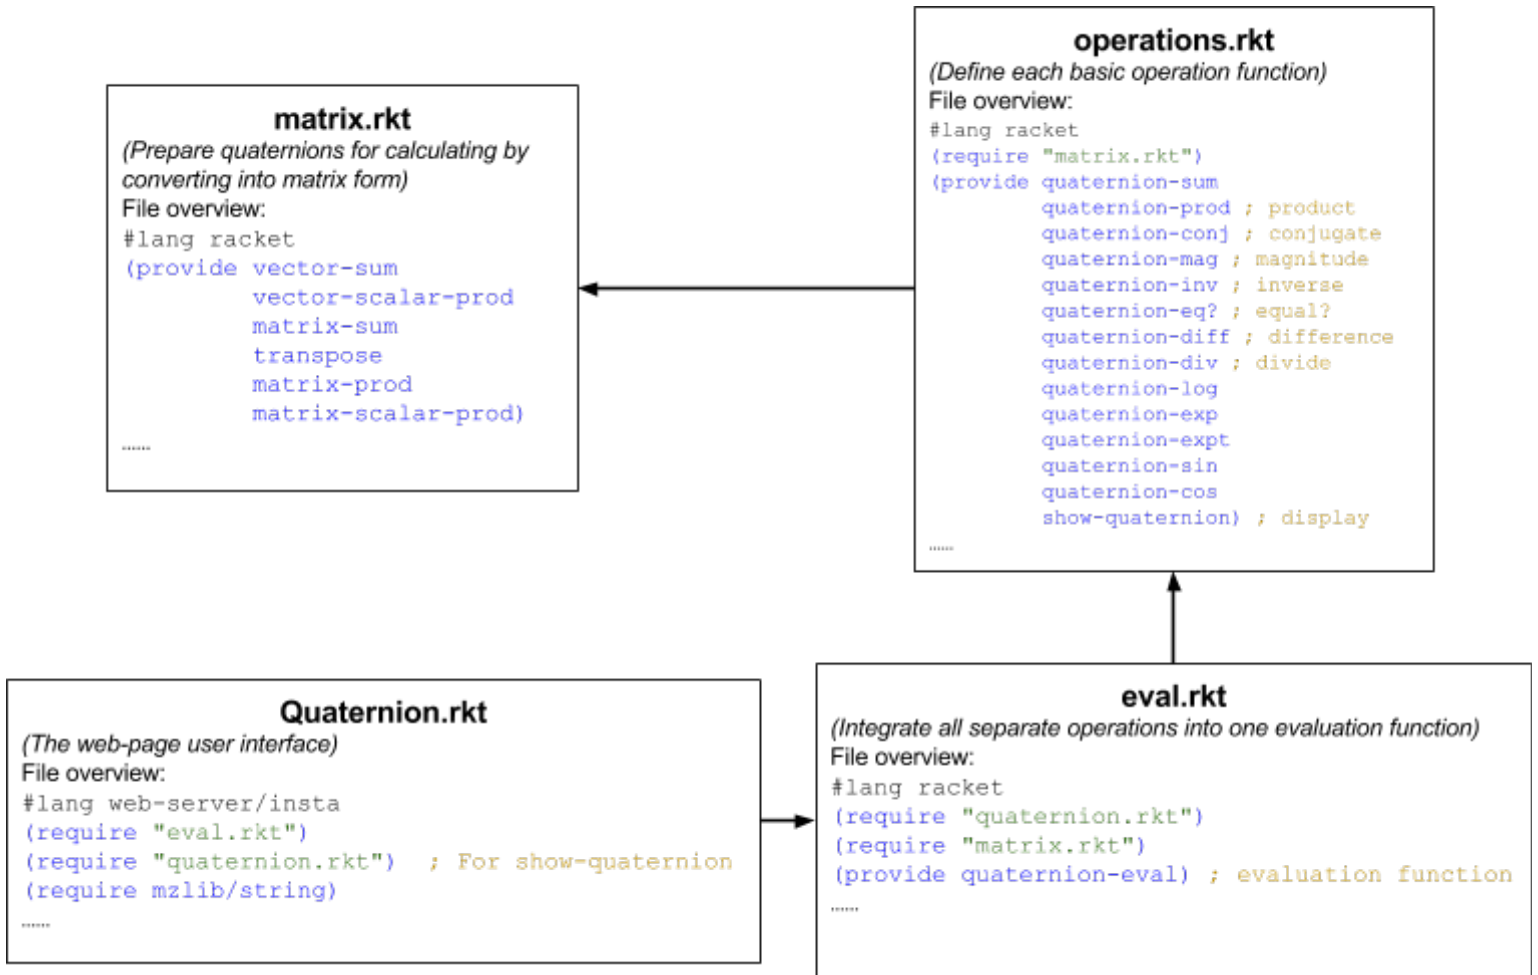 matrix.rkt
(Prepare quaternions for calculating by
converting into matrix form)
File overview:
#lang racket
(provide vector-sum
vector-scalar-prod
matrix-sum
transpose
matrix-prod
matrix-scalar-prod)
......
operations.rkt
(Define each basic operation function)
File overview:
#lang racket
(require "matrix.rkt")
(provide quaternion-sum
quaternion-prod ; product
quaternion-conj ; conjugate
quaternion-mag ; magnitude
quaternion-inv ; inverse
quaternion-eq? ; equal?
quaternion-diff ; difference
quaternion-div ; divide
quaternion-log
quaternion-exp
quaternion-expt
quaternion-sin
quaternion-cos
show-quaternion) ; display
......
Quaternion.rkt
(The web-page user interface)
File overview:
#lang web-server/insta
(require "eval.rkt")
(require "quaternion.rkt") ; For show-quaternion
(require mzlib/string)
......
eval.rkt
(Integrate all separate operations into one evaluation function)
File overview:
#lang racket
(require "quaternion.rkt")
(require "matrix.rkt")
(provide quaternion-eval) ; evaluation function
......